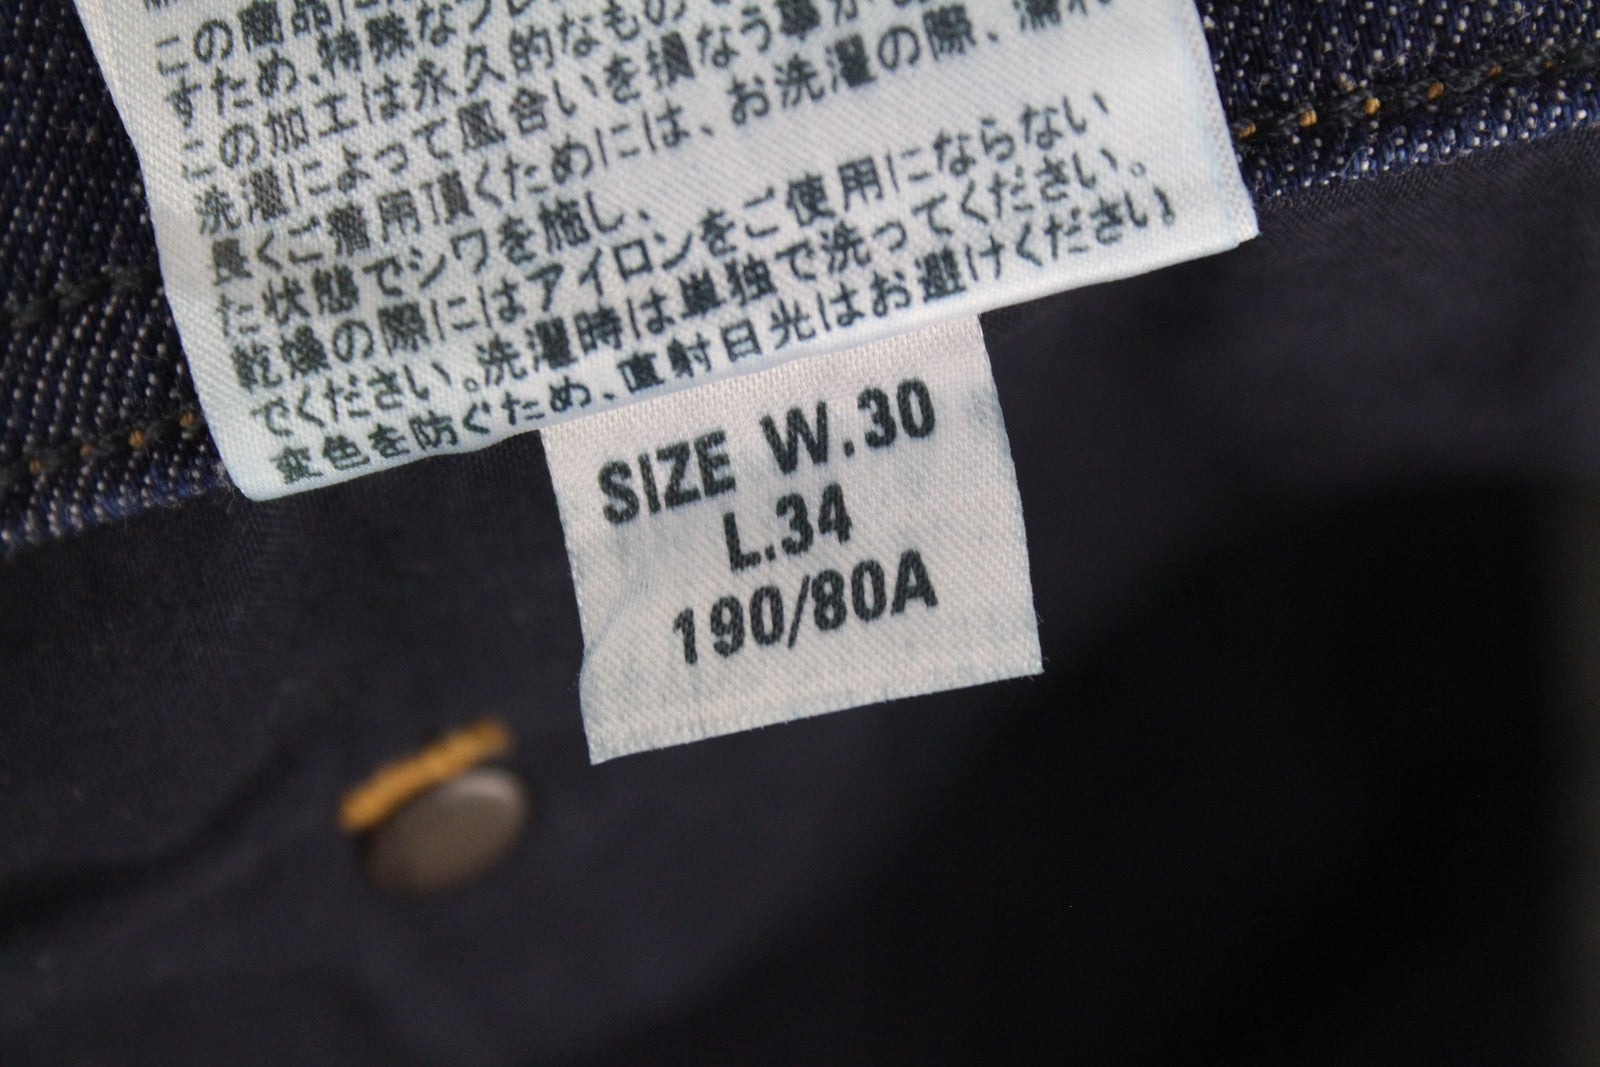 この商品に
すため、特殊なプレ
この加工は永久的なもの
洗濯によって風合いを損なう事が
良くご着用頂くためには、お洗濯の際、濡れ
た状態でシワを施し、
乾燥の際にはアイロンをご使用にならない
でください。洗濯時は単独で洗ってください。
変色を防ぐため、直射日光はお避けください。
SIZE W.30
L.34
190/80A